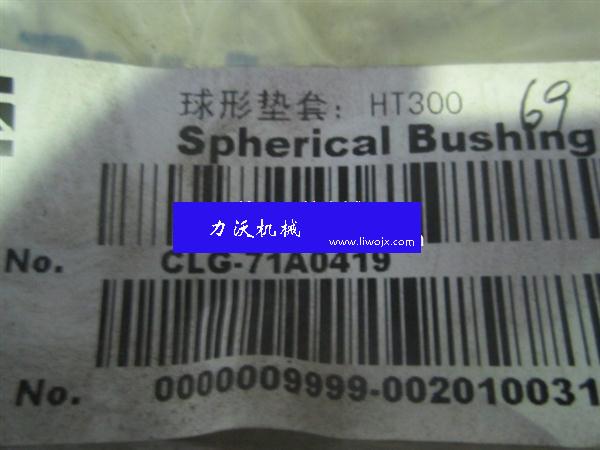 球形垫套: HT300 69
Spherical Bushing
力沃机械
www.liwojx.com
No. CLG-71A0419
No. 0000009999-002010031